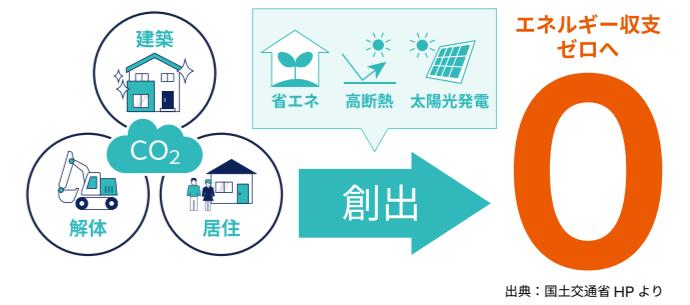 建築
CO2
解体
居住
省エネ
高断熱
太陽光発電
創出
エネルギー収支
ゼロへ
0
出典：国土交通省 HP より